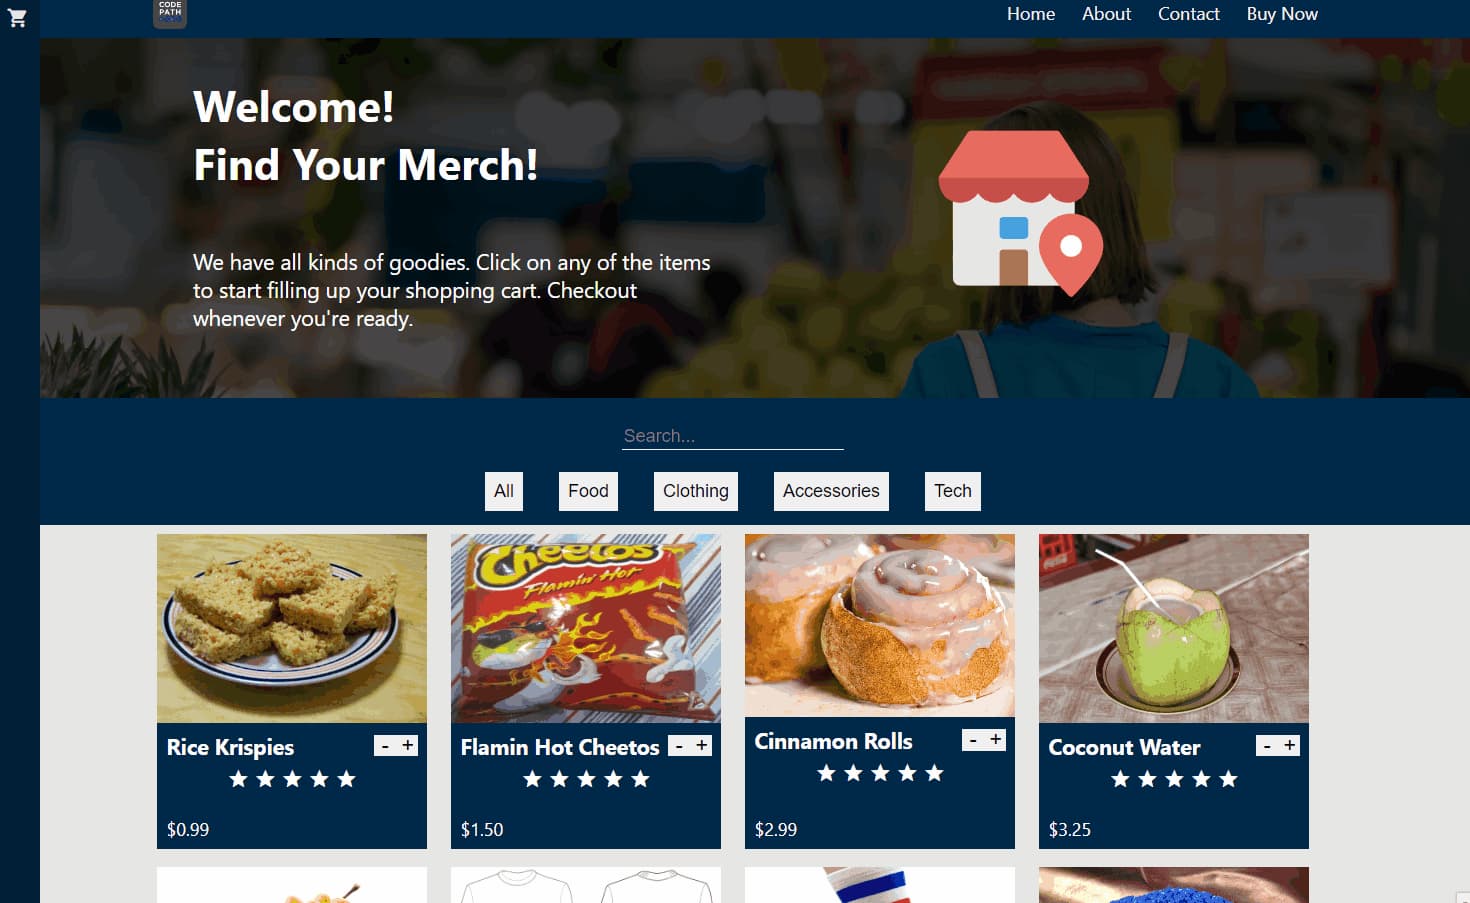 CODE
PATH
Home
About
Contact
Buy Now
Welcome!
Find Your Merch!
We have all kinds of goodies. Click on any of the items
to start filling up your shopping cart. Checkout
whenever you're ready.
Search...
All
Food
Clothing
Accessories
Tech
Cheetos
Flamin' Hot
Rice Krispies
- +
$0.99
Flamin Hot Cheetos
- +
$1.50
Cinnamon Rolls
- +
$2.99
Coconut Water
- +
$3.25